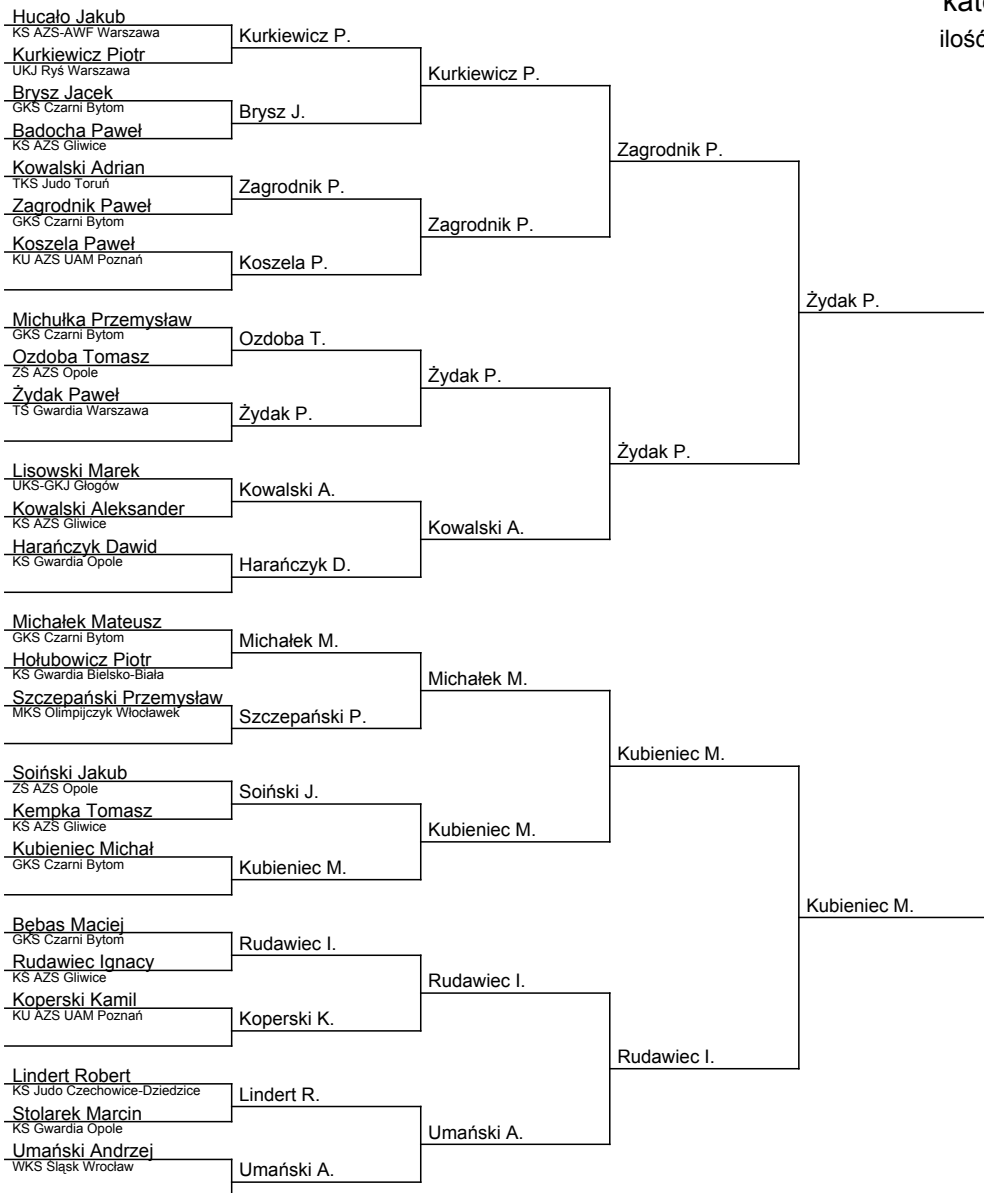 kate
ilość
Hucało Jakub
KS AZS-AWF Warszawa
Kurkiewicz Piotr
UKJ Ryś Warszawa
Brysz Jacek
GKS Czarni Bytom
Badocha Paweł
KS AZS Gliwice
Kowalski Adrian
TKS Judo Toruń
Zagrodnik Paweł
GKS Czarni Bytom
Koszela Paweł
KU AZS UAM Poznań
Michułka Przemysław
GKS Czarni Bytom
Ozdoba Tomasz
ZS AZS Opole
Żydak Paweł
TS Gwardia Warszawa
Lisowski Marek
UKS-GKJ Głogów
Kowalski Aleksander
KS AZS Gliwice
Harańczyk Dawid
KS Gwardia Opole
Michałek Mateusz
GKS Czarni Bytom
Hołubowicz Piotr
KS Gwardia Bielsko-Biała
Szczepański Przemysław
MKS Olimpijczyk Włocławek
Soiński Jakub
ZS AZS Opole
Kempka Tomasz
KS AZS Gliwice
Kubieniec Michał
GKS Czarni Bytom
Bębas Maciej
GKS Czarni Bytom
Rudawiec Ignacy
KS AZS Gliwice
Koperski Kamil
KU AZS UAM Poznań
Lindert Robert
KS Judo Czechowice-Dziedzice
Stolarek Marcin
KS Gwardia Opole
Umański Andrzej
WKS Śląsk Wrocław
Kurkiewicz P.
Brysz J.
Zagrodnik P.
Koszela P.
Ozdoba T.
Żydak P.
Kowalski A.
Harańczyk D.
Michałek M.
Szczepański P.
Soiński J.
Kubieniec M.
Rudawiec I.
Koperski K.
Lindert R.
Umański A.
Kurkiewicz P.
Zagrodnik P.
Żydak P.
Kowalski A.
Michałek M.
Kubieniec M.
Rudawiec I.
Umański A.
Zagrodnik P.
Żydak P.
Kubieniec M.
Rudawiec I.
Żydak P.
Kubieniec M.